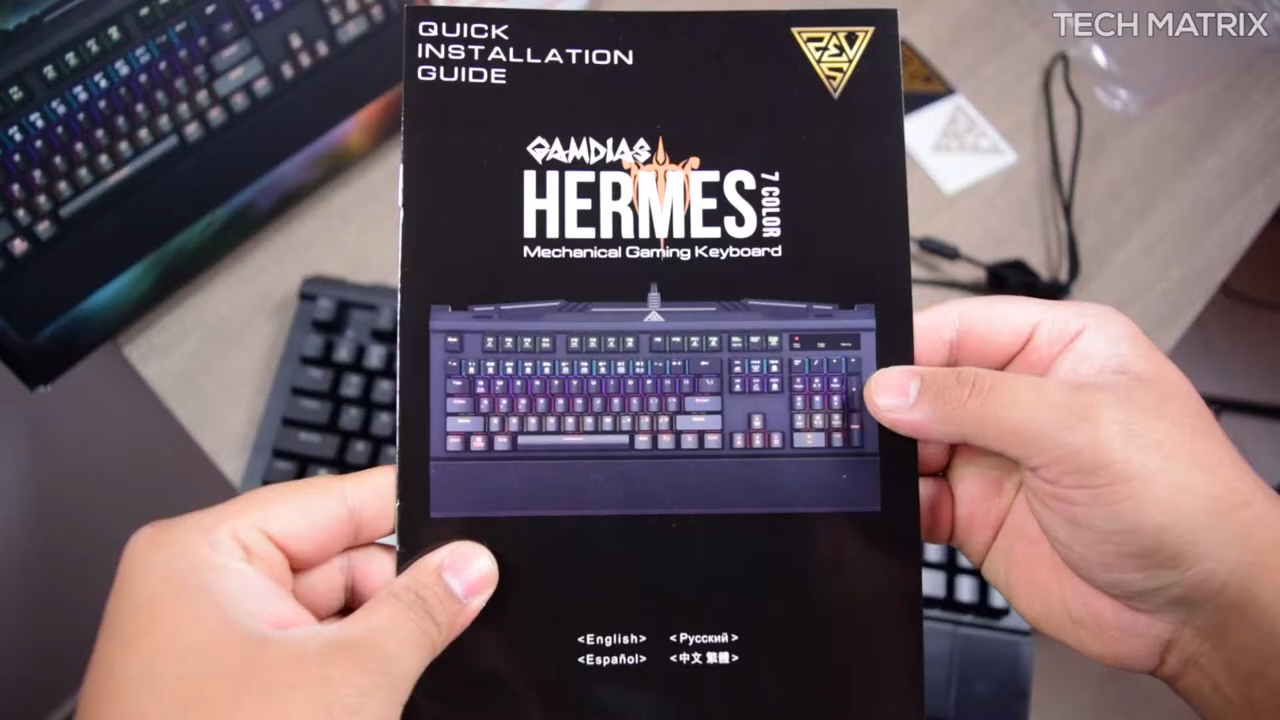 TECH MATRIX
QUICK
INSTALLATION
GUIDE
ZEUS
GAMDIAS
HERMES
7 COLOR
Mechanical Gaming Keyboard
<English> <Русский>
<Español> <中文 繁體>